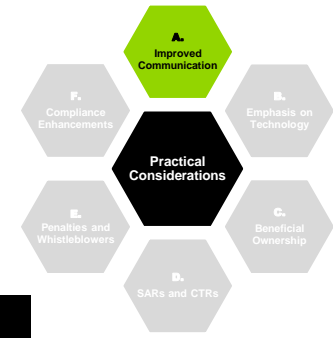 A.
Improved
Communication
F.
Compliance
Enhancements
B.
Emphasis on
Technology
Practical
Considerations
E.
Penalties and
Whistleblowers
C.
Beneficial
Ownership
D.
SARs and CTRs